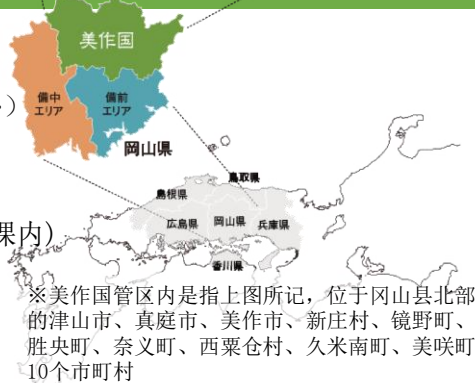 美作国
備中
エリア
備前
エリア
岡山県
鳥取県
島根県
広島県
岡山県
兵庫県
香川県
課内)
※美作国管区内是指上图所记，位于冈山县北部
的津山市、真庭市、美作市、新庄村、镜野町、
胜央町、奈义町、西粟仓村、久米南町、美咲町
10个市町村